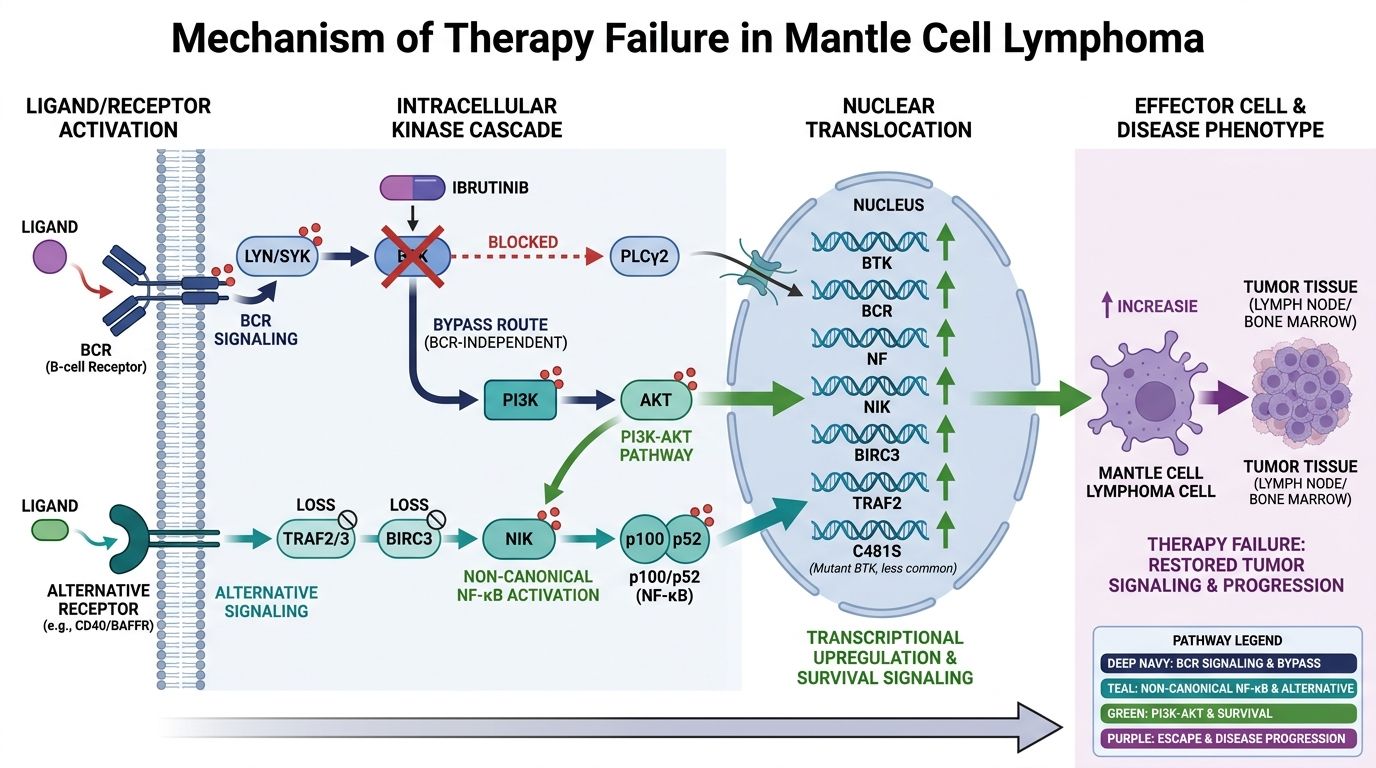 Mechanism of Therapy Failure in Mantle Cell Lymphoma
LIGAND/RECEPTOR
ACTIVATION
INTRACELLULAR
KINASE CASCADE
NUCLEAR
TRANSLOCATION
EFFECTOR CELL &
DISEASE PHENOTYPE
LIGAND
BCR
(B-cell Receptor)
LYN/SYK
BCR
SIGNALING
IBRUTINIB
BTK
BLOCKED
PLCγ2
BYPASS ROUTE
(BCR-INDEPENDENT)
PI3K
AKT
PI3K-AKT
PATHWAY
LIGAND
ALTERNATIVE
RECEPTOR
(e.g., CD40/BAFFR)
ALTERNATIVE
SIGNALING
LOSS
TRAF2/3
LOSS
BIRC3
NIK
NON-CANONICAL
NF-κB ACTIVATION
p100
p52
p100/p52
(NF-κB)
NUCLEUS
BTK
BCR
NF
NIK
BIRC3
TRAF2
C481S
(Mutant BTK, less common)
TRANSCRIPTIONAL
UPREGULATION &
SURVIVAL SIGNALING
INCREASIE
MANTLE CELL
LYMPHOMA CELL
TUMOR TISSUE
(LYMPH NODE/
BONE MARROW)
TUMOR TISSUE
(LYMPH NODE/
BONE MARROW)
THERAPY FAILURE:
RESTORED TUMOR
SIGNALING & PROGRESSION
PATHWAY LEGEND
DEEP NAVY: BCR SIGNALING & BYPASS
TEAL: NON-CANONICAL NF-κB & ALTERNATIVE
GREEN: PI3K-AKT & SURVIVAL
PURPLE: ESCAPE & DISEASE PROGRESSION